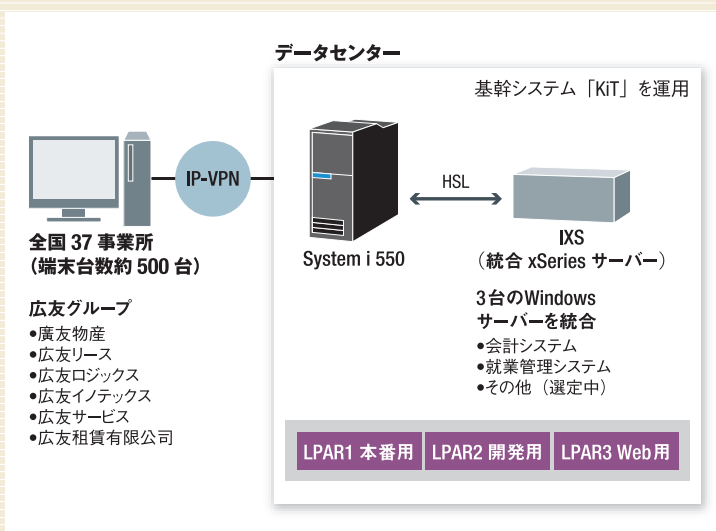 データセンター
基幹システム「KiT」を運用
IP-VPN
HSL
全国 37 事業所
(端末台数約 500 台)
System i 550
IXS
(統合 xSeries サーバー)
広友グループ
•廣友物産
•広友リース
•広友ロジックス
•広友イノテックス
•広友サービス
•広友租賃有限公司
3台のWindows
サーバーを統合
•会計システム
•就業管理システム
•その他(選定中)
LPAR1 本番用
LPAR2 開発用
LPAR3 Web用